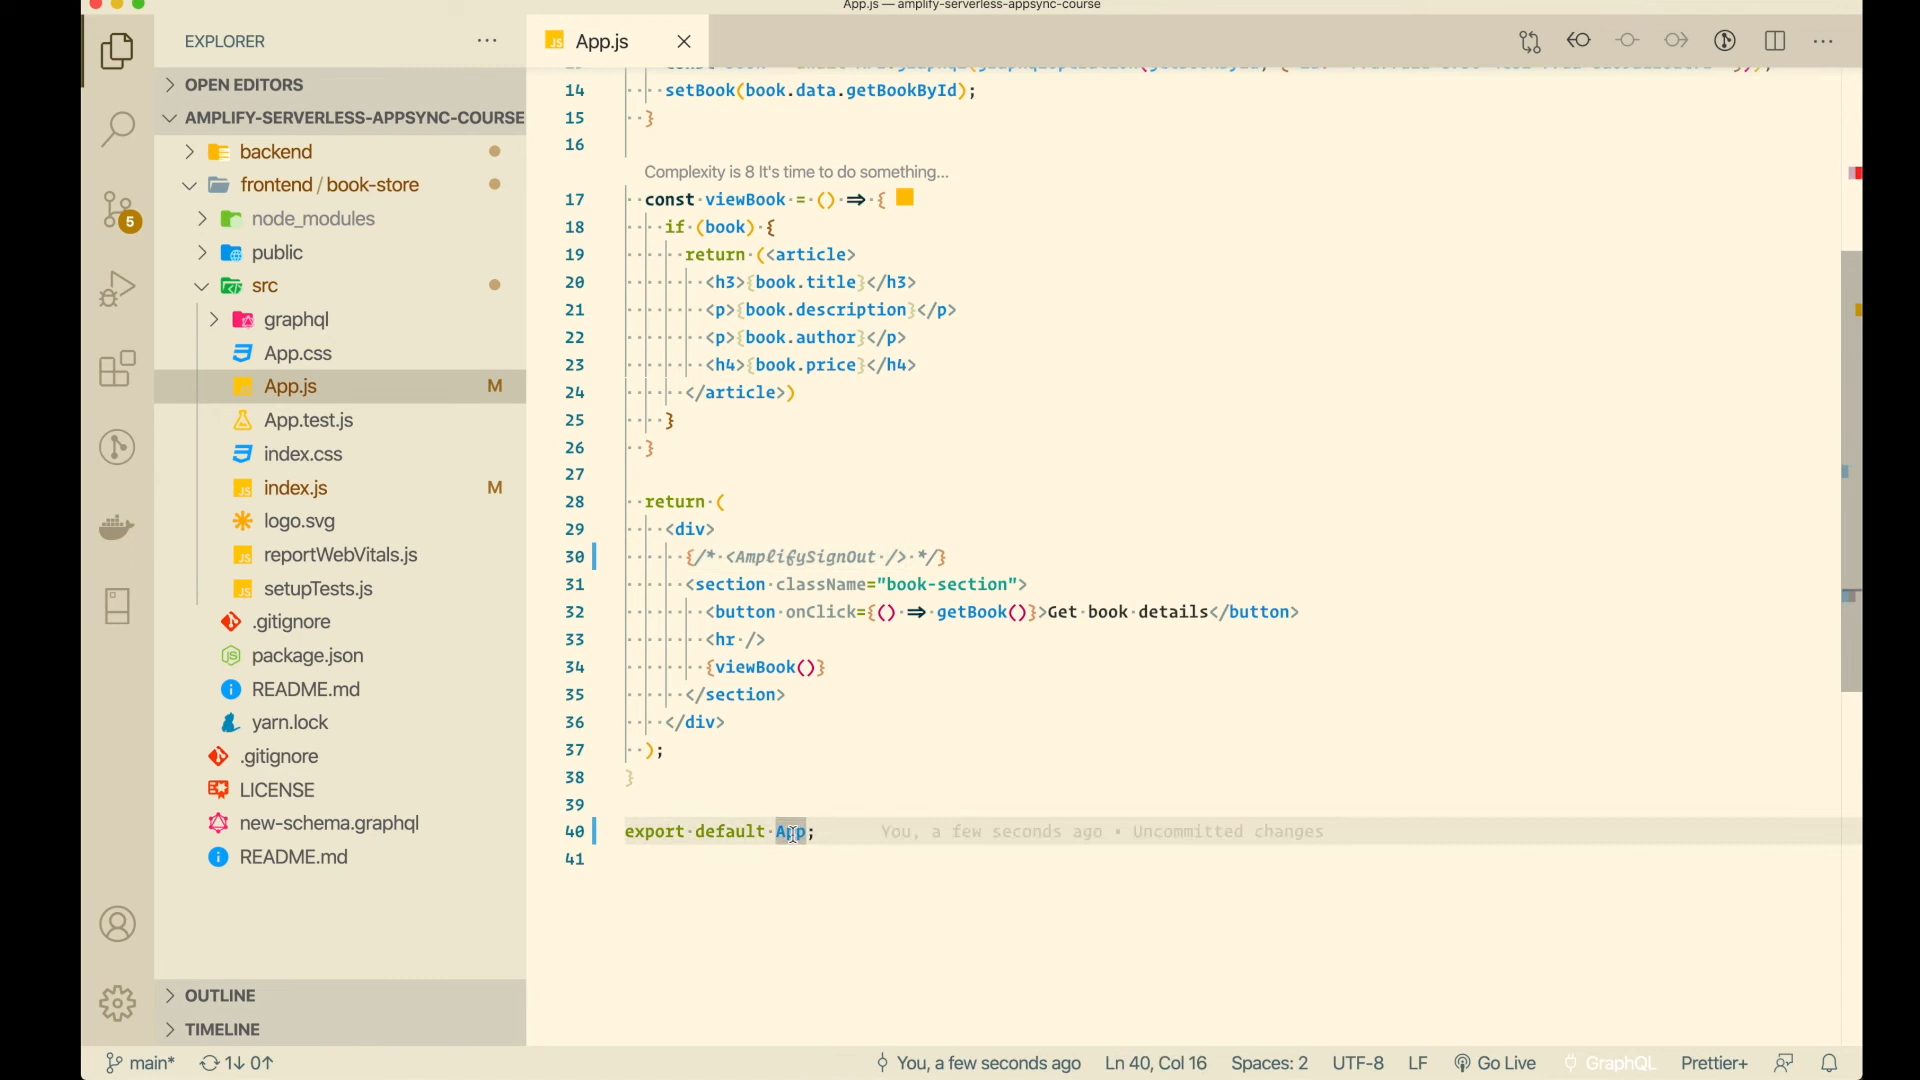 App.js — amplify-serverless-appsync-course
EXPLORER
App.js
OPEN EDITORS
AMPLIFY-SERVERLESS-APPSYNC-COURSE
backend
frontend / book-store
node_modules
public
src
graphql
App.css
App.js M
App.test.js
index.css
index.js M
logo.svg
reportWebVitals.js
setupTests.js
.gitignore
package.json
README.md
yarn.lock
.gitignore
LICENSE
new-schema.graphql
README.md
OUTLINE
TIMELINE
5
14 setBook(book.data.getBookById);
15 }
16
Complexity is 8 It's time to do something...
17 const viewBook = () => {
18 if (book) {
19 return (<article>
20 <h3>{book.title}</h3>
21 <p>{book.description}</p>
22 <p>{book.author}</p>
23 <h4>{book.price}</h4>
24 </article>)
25 }
26 }
27
28 return (
29 <div>
30 {/* <AmplifySignOut /> */}
31 <section className="book-section">
32 <button onClick={() => getBook()}>Get book details</button>
33 <hr />
34 {viewBook()}
35 </section>
36 </div>
37 );
38 }
39
40 export default App; You, a few seconds ago • Uncommitted changes
41
main* 1↓ 0↑ You, a few seconds ago Ln 40, Col 16 Spaces: 2 UTF-8 LF Go Live GraphQL Prettier+